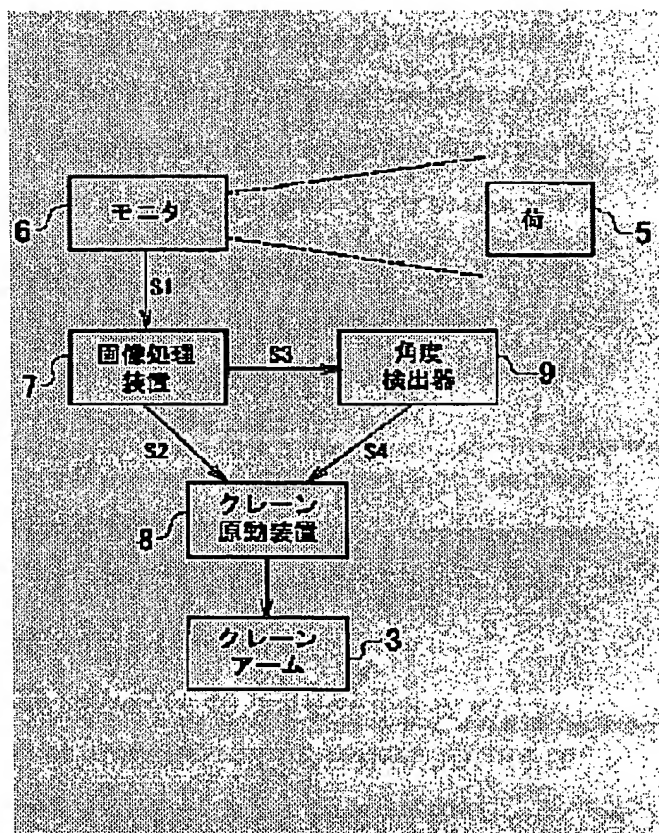 モニタ
6
荷
5
S1
画像処理
装置
7
S3
角度
検出器
9
S2
S4
クレーン
原動装置
8
クレーン
アーム
3